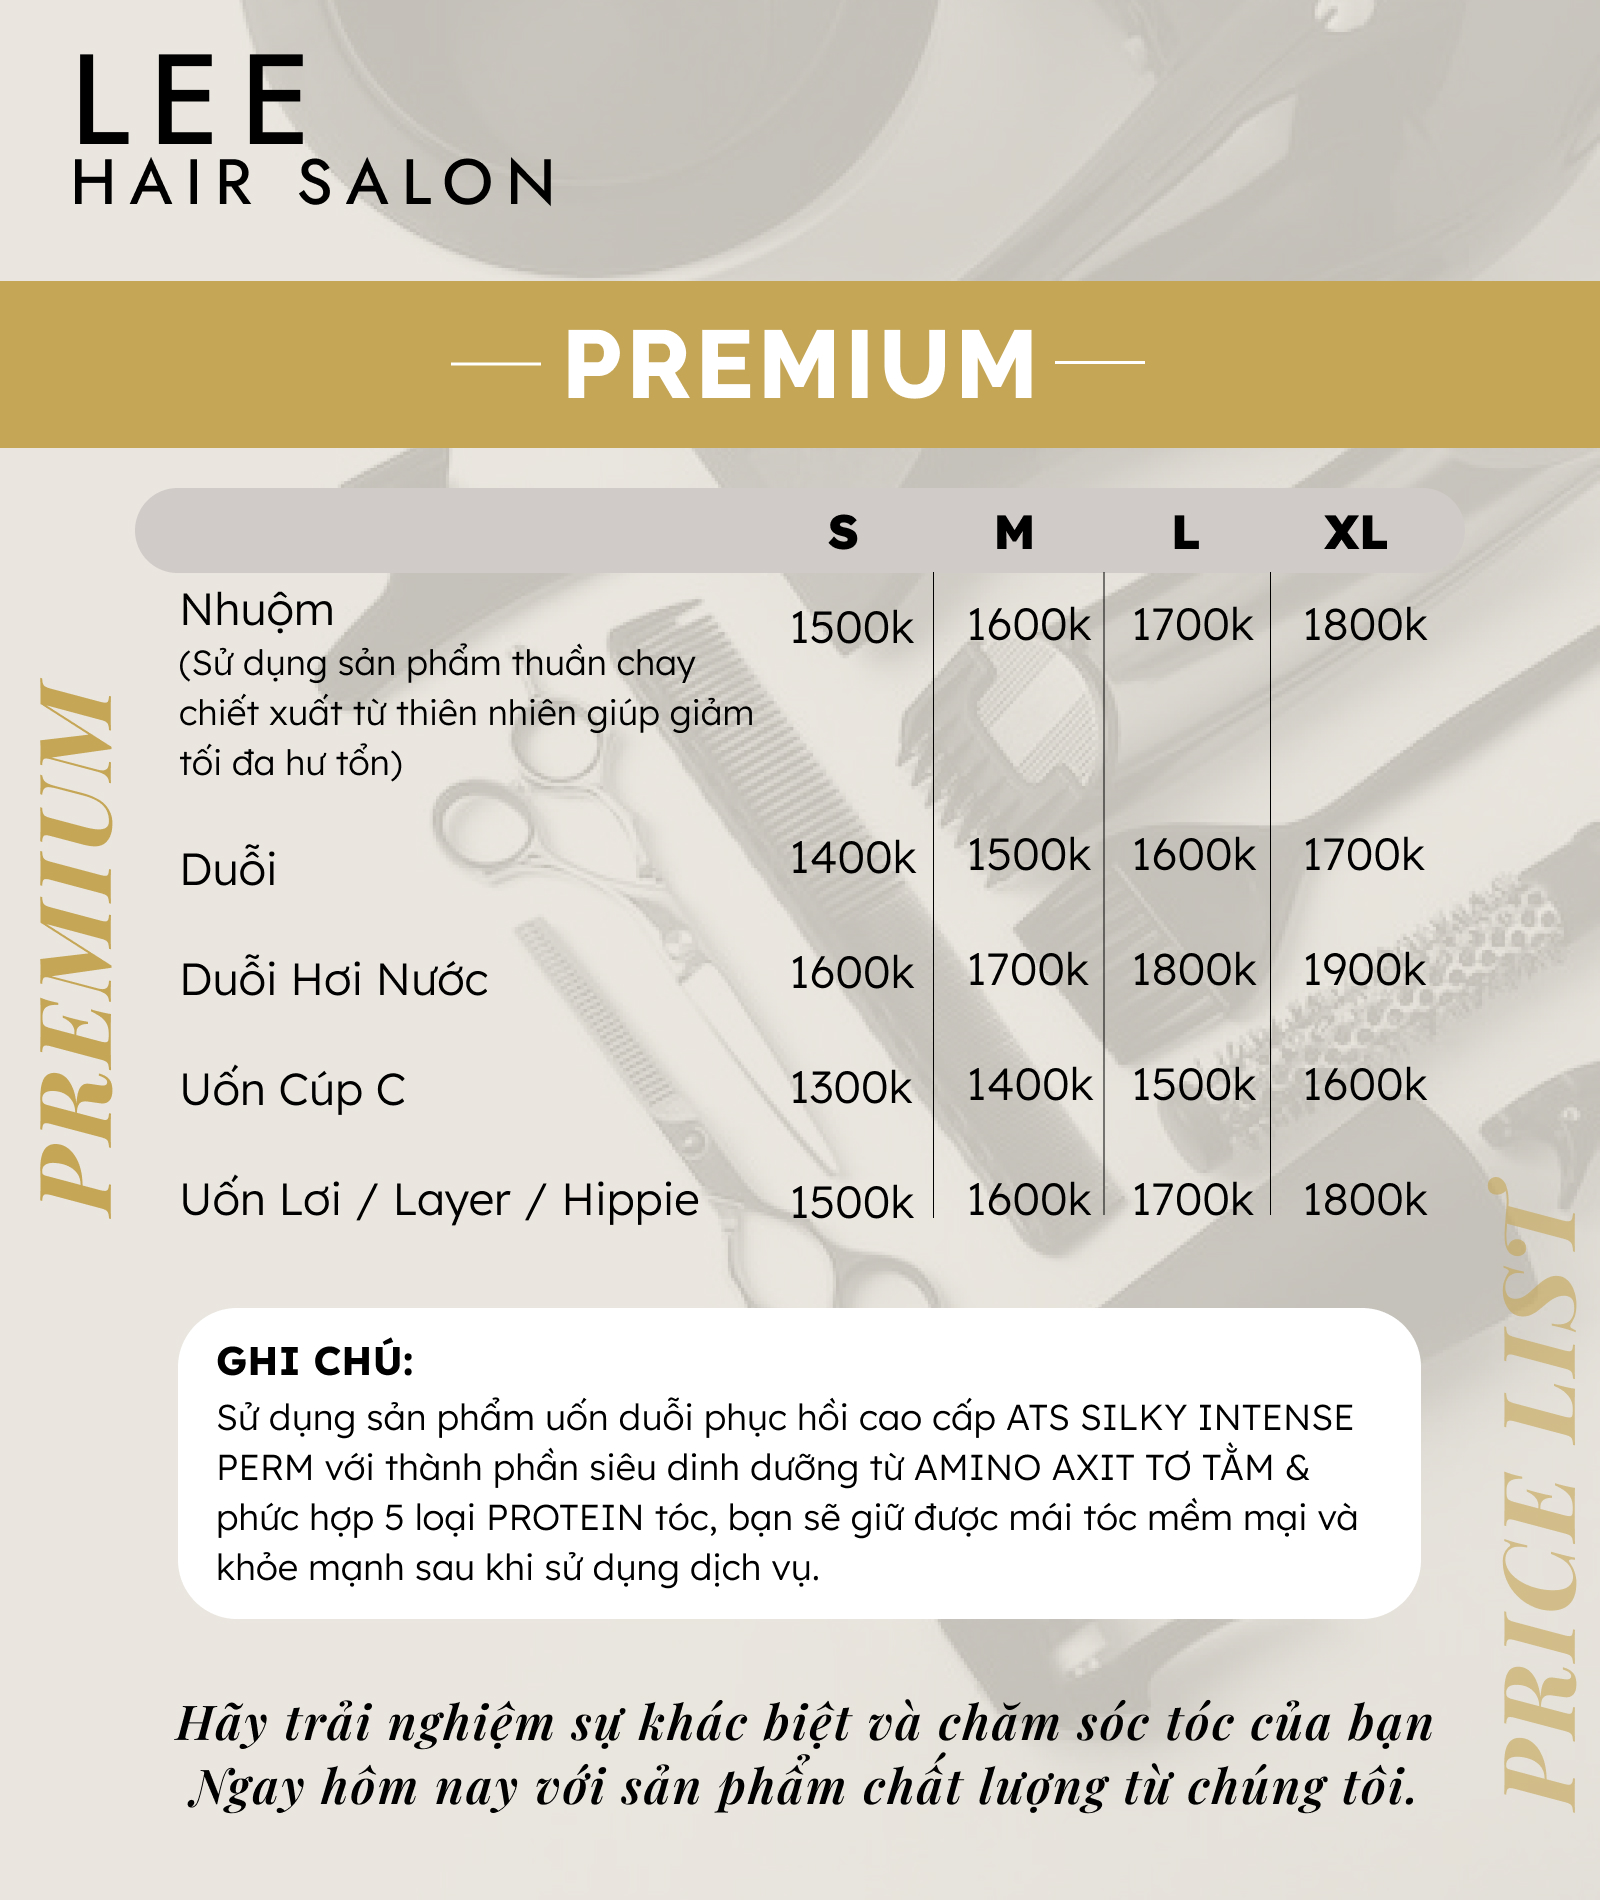 LEE
HAIR SALON
PREMIUM
S M L XL
Nhuộm 1500k 1600k 1700k 1800k
(Sử dụng sản phẩm thuần chay
chiết xuất từ thiên nhiên giúp giảm
tối đa hư tổn)
Duỗi 1400k 1500k 1600k 1700k
Duỗi Hơi Nước 1600k 1700k 1800k 1900k
Uốn Cúp C 1300k 1400k 1500k 1600k
Uốn Lơi / Layer / Hippie 1500k 1600k 1700k 1800k
PREMIUM
PRICE LIST
GHI CHÚ:
Sử dụng sản phẩm uốn duỗi phục hồi cao cấp ATS SILKY INTENSE
PERM với thành phần siêu dinh dưỡng từ AMINO AXIT TƠ TẰM &
phức hợp 5 loại PROTEIN tóc, bạn sẽ giữ được mái tóc mềm mại và
khỏe mạnh sau khi sử dụng dịch vụ.
Hãy trải nghiệm sự khác biệt và chăm sóc tóc của bạn
Ngay hôm nay với sản phẩm chất lượng từ chúng tôi.